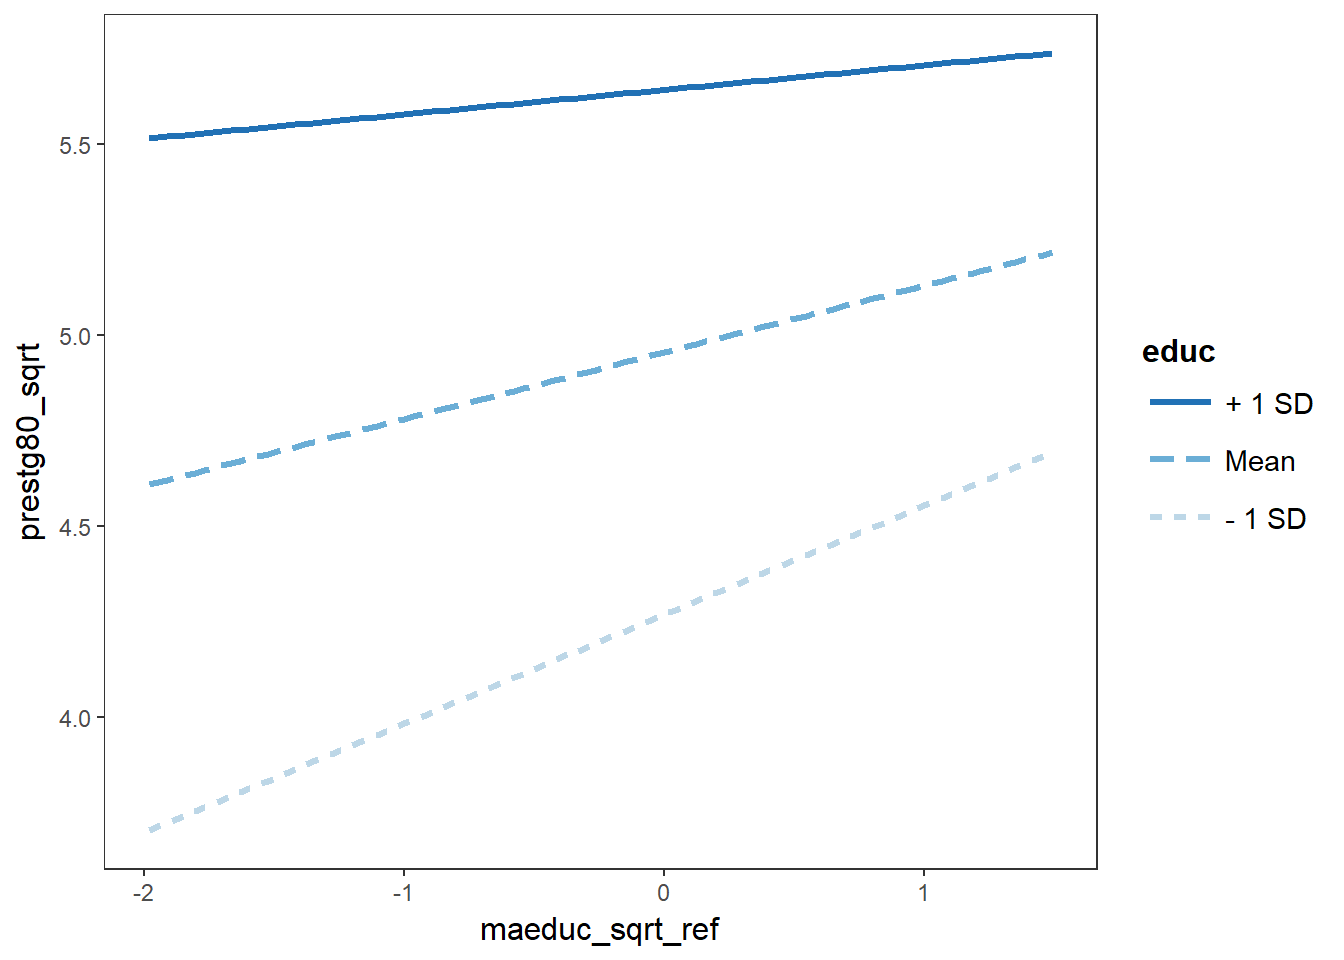 prestg80_sqrt
5.5
5.0
4.5
4.0
-2
-1
0
1
maeduc_sqrt_ref
educ
+ 1 SD
Mean
- 1 SD